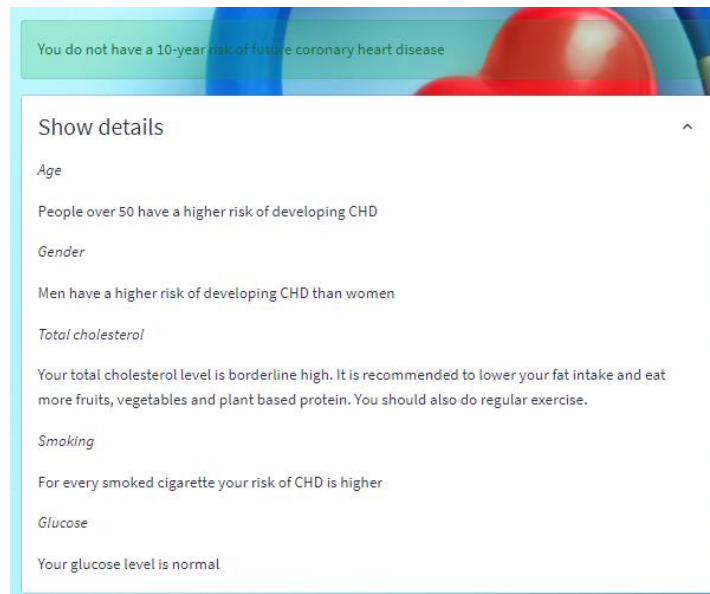 You do not have a 10-year risk of future coronary heart disease
Show details
Age
People over 50 have a higher risk of developing CHD
Gender
Men have a higher risk of developing CHD than women
Total cholesterol
Your total cholesterol level is borderline high. It is recommended to lower your fat intake and eat
more fruits, vegetables and plant based protein. You should also do regular exercise.
Smoking
For every smoked cigarette your risk of CHD is higher
Glucose
Your glucose level is normal